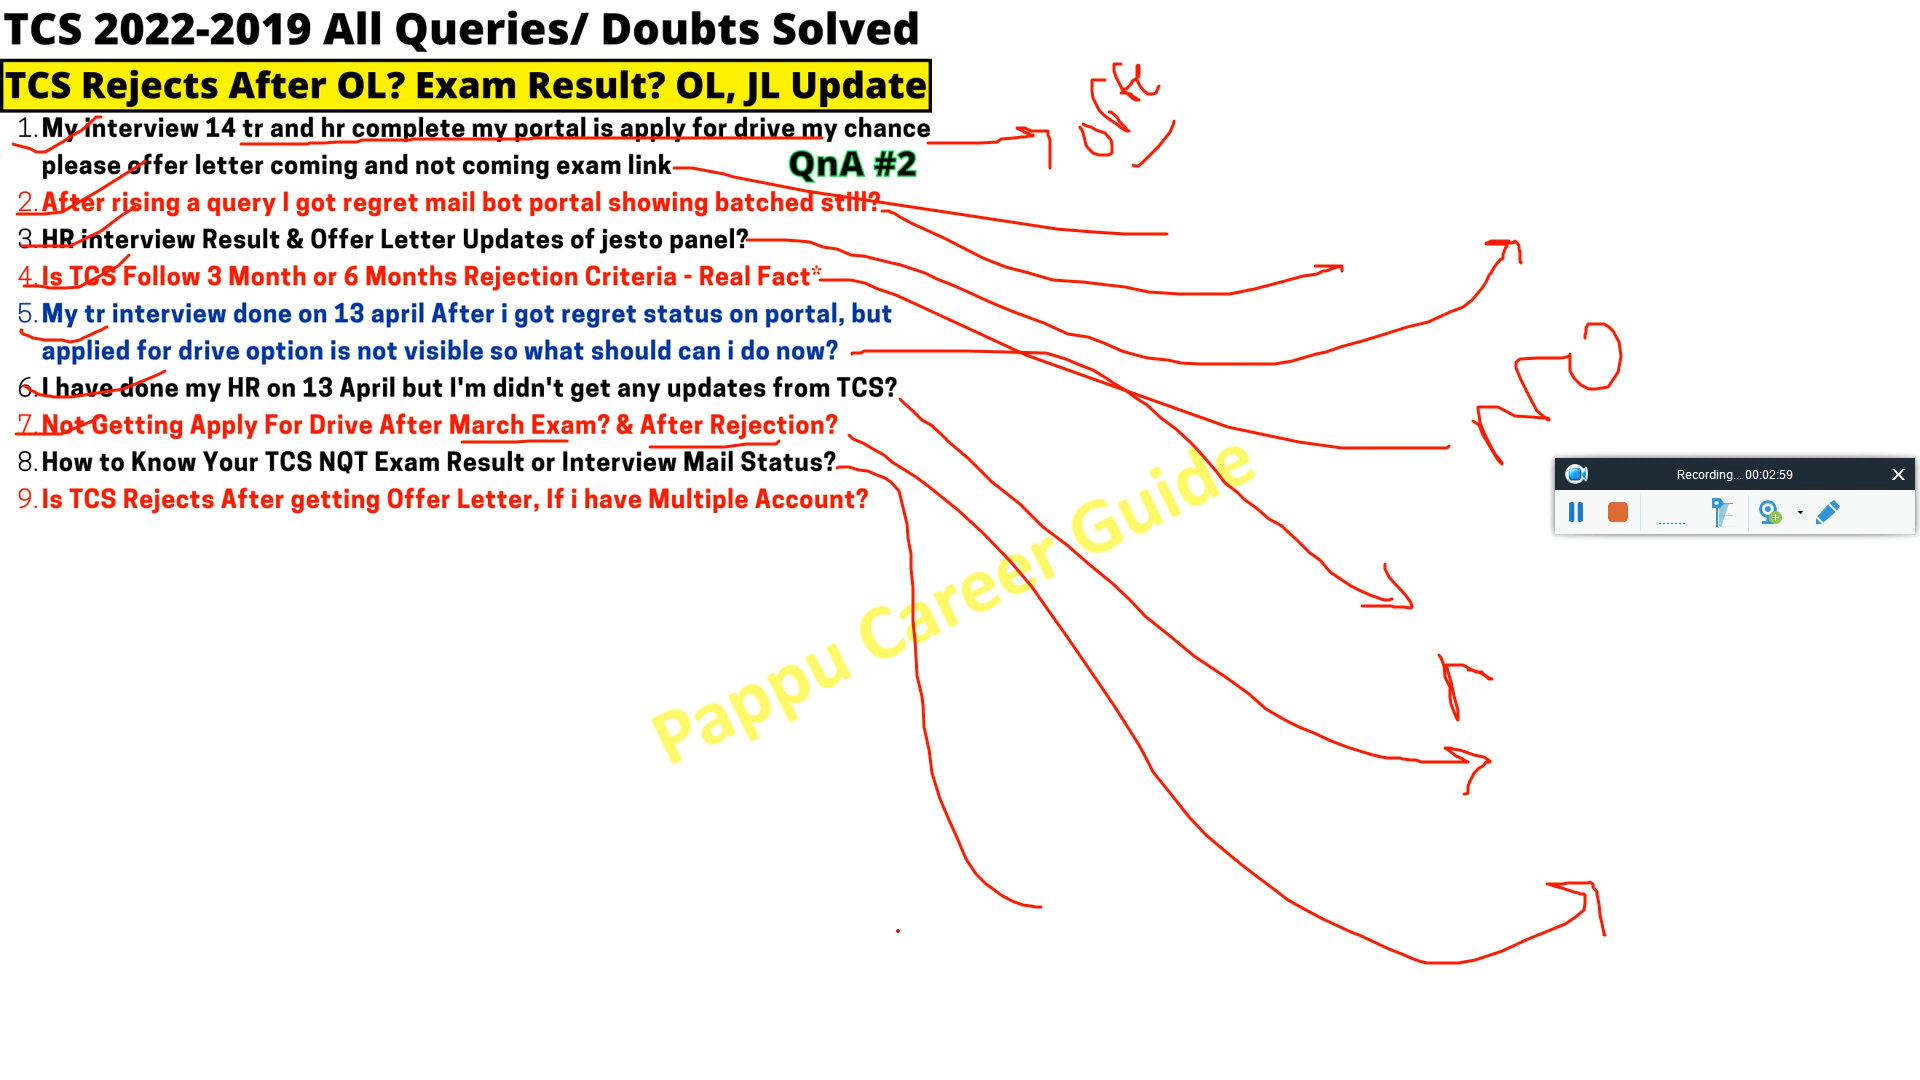 TCS 2022-2019 All Queries/ Doubts Solved
TCS Rejects After OL? Exam Result? OL, JL Update
1. My interview 14 tr and hr complete my portal is apply for drive my chance
please offer letter coming and not coming exam link
QnA #2
2. After rising a query I got regret mail bot portal showing batched still?
3. HR interview Result & Offer Letter Updates of jesto panel?
4. Is TCS Follow 3 Month or 6 Months Rejection Criteria - Real Fact*
5. My tr interview done on 13 april After i got regret status on portal, but
applied for drive option is not visible so what should can i do now?
6. I have done my HR on 13 April but I'm didn't get any updates from TCS?
7. Not Getting Apply For Drive After March Exam? & After Rejection?
8. How to Know Your TCS NQT Exam Result or Interview Mail Status?
9. Is TCS Rejects After getting Offer Letter, If i have Multiple Account?
Recording... 00:02:59
Pappu Career Guide